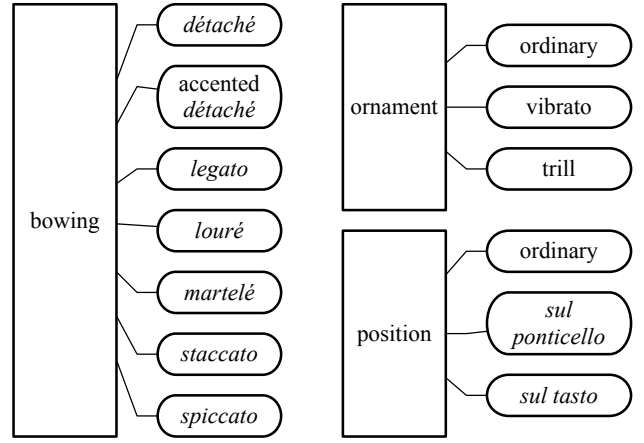 bowing
détaché
accented
détaché
legato
louré
martelé
staccato
spiccato
ornament
ordinary
vibrato
trill
position
ordinary
sul
ponticello
sul tasto